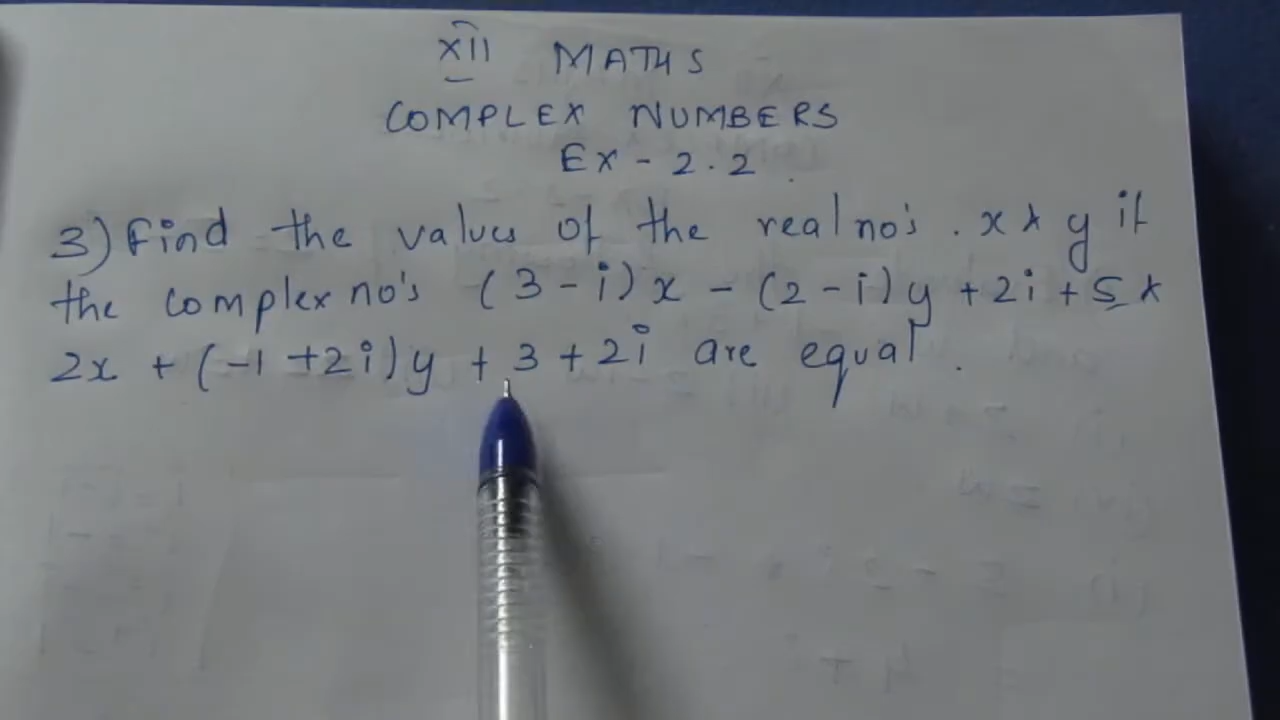 XII MATHS
COMPLEX NUMBERS
Ex - 2.2
3) Find the values of the real no's . x & y if
the complex no's (3 - i) x - (2 - i) y + 2i + 5 &
2x + (-1 + 2i) y + 3 + 2i are equal .